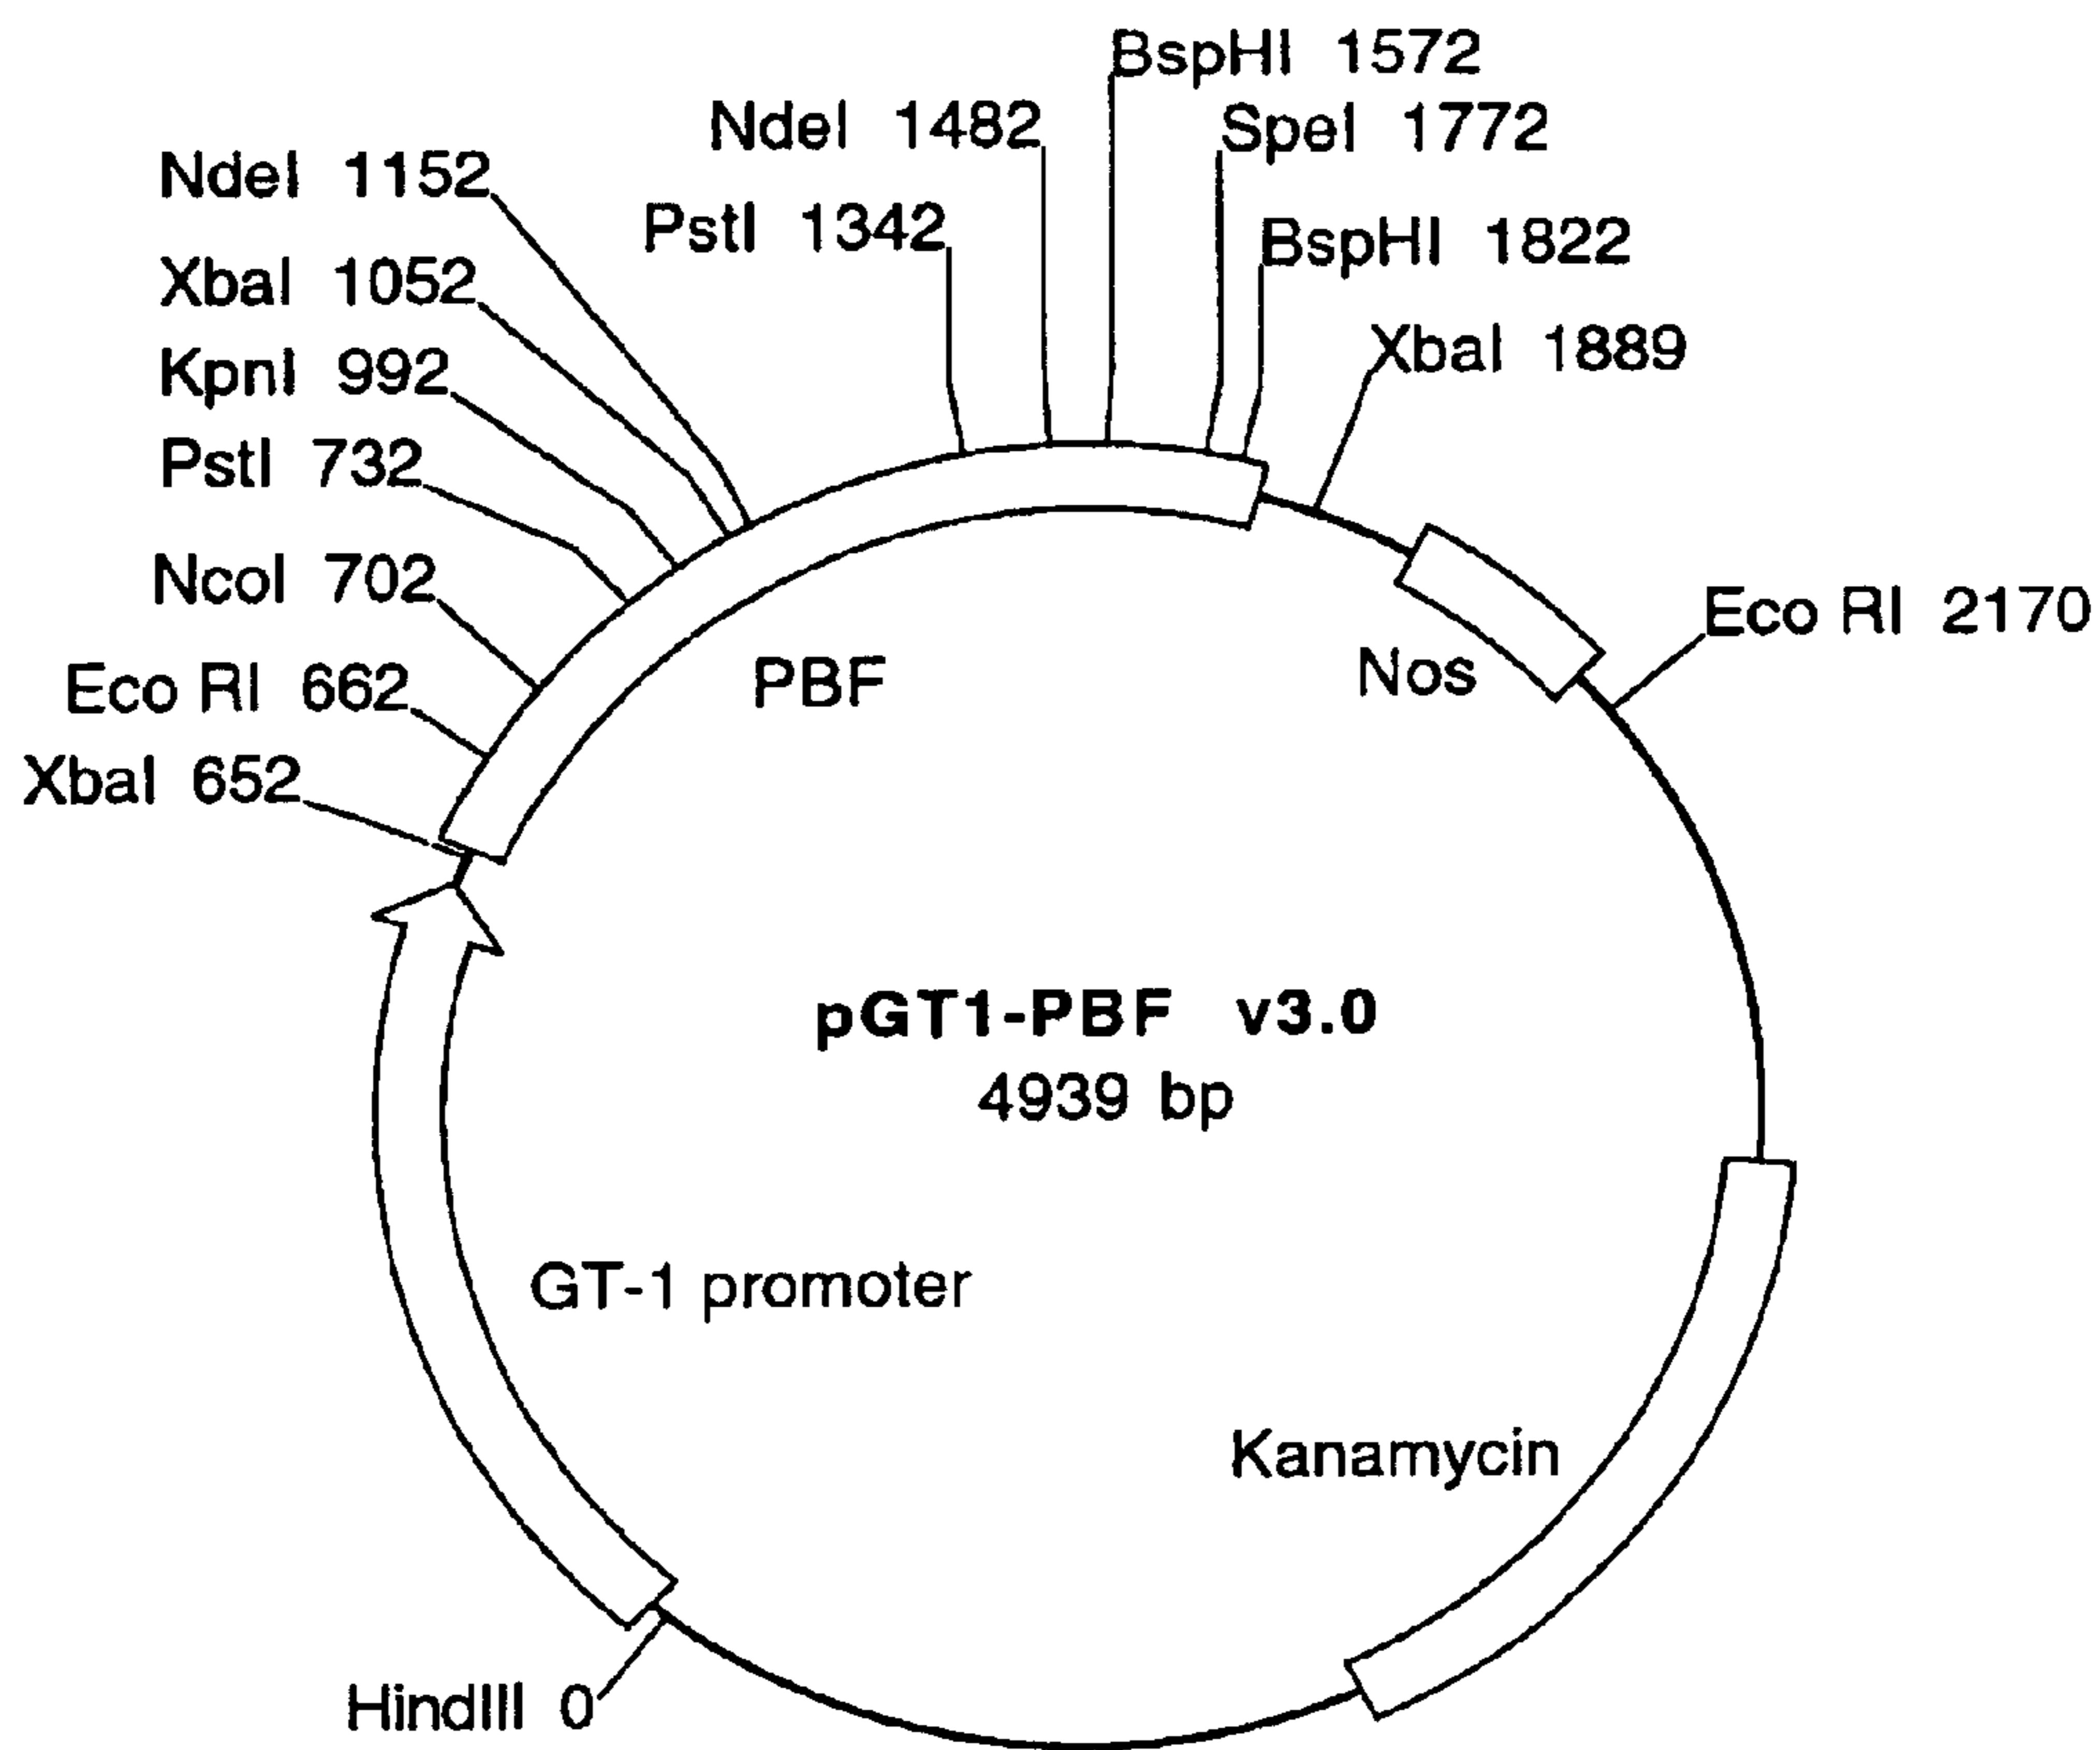 BspHI 1572
NdeI 1482
SpeI 1772
NdeI 1152
PstI 1342
BspHI 1822
XbaI 1052
XbaI 1889
KpnI 992
PstI 732
NcoI 702
Eco RI 2170
Eco RI 662
PBF
Nos
XbaI 652
pGT1-PBF v3.0
4939 bp
GT-1 promoter
Kanamycin
HindIII 0